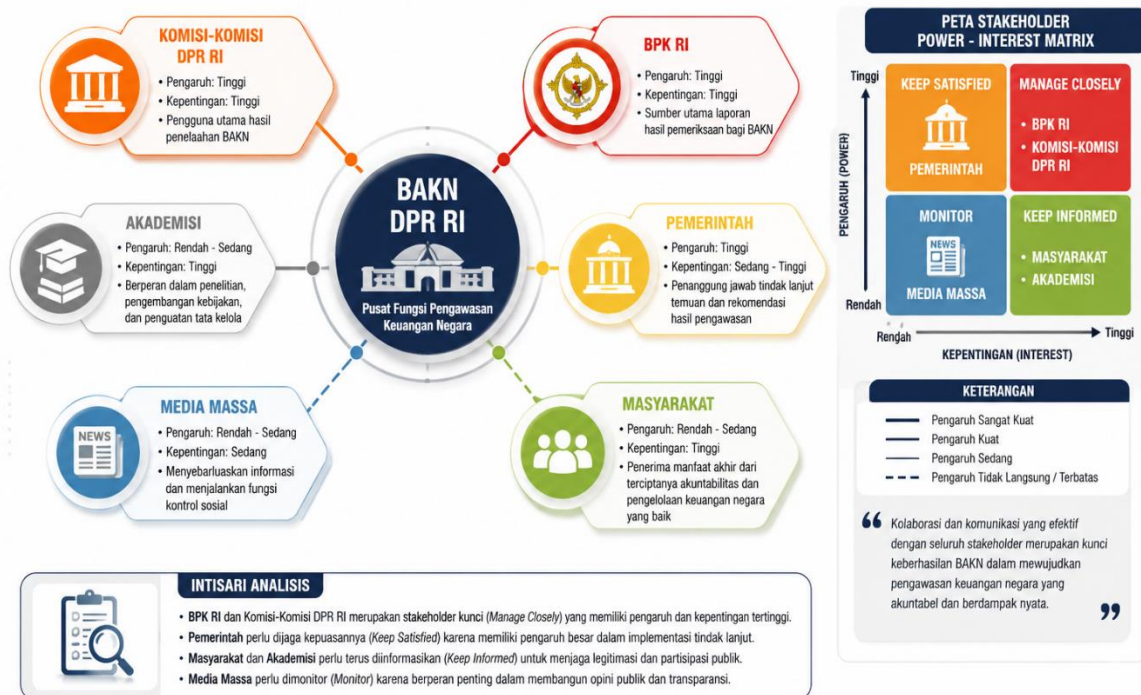 KOMISI-KOMISI
DPR RI
• Pengaruh: Tinggi
• Kepentingan: Tinggi
• Pengguna utama hasil
penelaahan BAKN
BPK RI
• Pengaruh: Tinggi
• Kepentingan: Tinggi
• Sumber utama laporan
hasil pemeriksaan bagi BAKN
AKADEMISI
• Pengaruh: Rendah - Sedang
• Kepentingan: Tinggi
• Berperan dalam penelitian,
pengembangan kebijakan,
dan penguatan tata kelola
BAKN
DPR RI
Pusat Fungsi Pengawasan
Keuangan Negara
PEMERINTAH
• Pengaruh: Tinggi
• Kepentingan: Sedang - Tinggi
• Penanggung jawab tindak lanjut
temuan dan rekomendasi
hasil pengawasan
NEWS
MEDIA MASSA
• Pengaruh: Rendah - Sedang
• Kepentingan: Sedang
• Menyebarluaskan informasi
dan menjalankan fungsi
kontrol sosial
MASYARAKAT
• Pengaruh: Rendah - Sedang
• Kepentingan: Tinggi
• Penerima manfaat akhir dari
terciptanya akuntabilitas dan
pengelolaan keuangan negara
yang baik
INTISARI ANALISIS
• BPK RI dan Komisi-Komisi DPR RI merupakan stakeholder kunci (Manage Closely) yang memiliki pengaruh dan kepentingan tertinggi.
• Pemerintah perlu dijaga kepuasannya (Keep Satisfied) karena memiliki pengaruh besar dalam implementasi tindak lanjut.
• Masyarakat dan Akademisi perlu terus diinformasikan (Keep Informed) untuk menjaga legitimasi dan partisipasi publik.
• Media Massa perlu dimonitor (Monitor) karena berperan penting dalam membangun opini publik dan transparansi.
PETA STAKEHOLDER
POWER - INTEREST MATRIX
PENGARUH (POWER)
Tinggi
Rendah
KEEP SATISFIED
PEMERINTAH
MANAGE CLOSELY
• BPK RI
• KOMISI-KOMISI
DPR RI
MONITOR
NEWS
MEDIA MASSA
KEEP INFORMED
• MASYARAKAT
• AKADEMISI
Rendah
Tinggi
KEPENTINGAN (INTEREST)
KETERANGAN
Pengaruh Sangat Kuat
Pengaruh Kuat
Pengaruh Sedang
Pengaruh Tidak Langsung / Terbatas
“ Kolaborasi dan komunikasi yang efektif
dengan seluruh stakeholder merupakan kunci
keberhasilan BAKN dalam mewujudkan
pengawasan keuangan negara yang
akuntabel dan berdampak nyata. ”